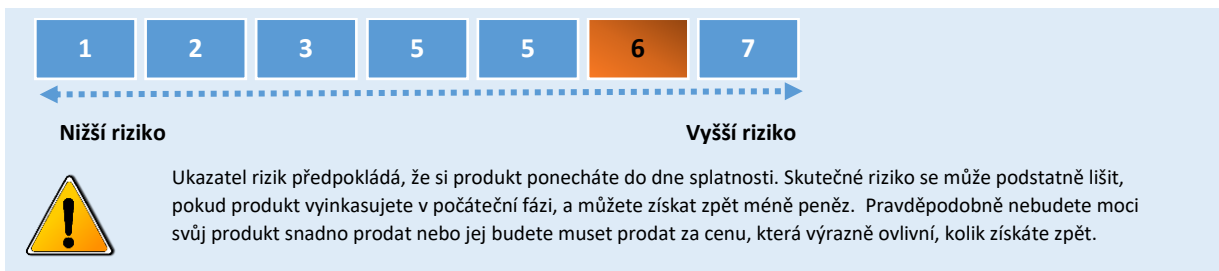 1 2 3 5 5 6 7
Nižší riziko Vyšší riziko
Ukazatel rizik předpokládá, že si produkt ponecháte do dne splatnosti. Skutečné riziko se může podstatně lišit,
pokud produkt vyinkasujete v počáteční fázi, a můžete získat zpět méně peněz. Pravděpodobně nebudete moci
svůj produkt snadno prodat nebo jej budete muset prodat za cenu, která výrazně ovlivní, kolik získáte zpět.